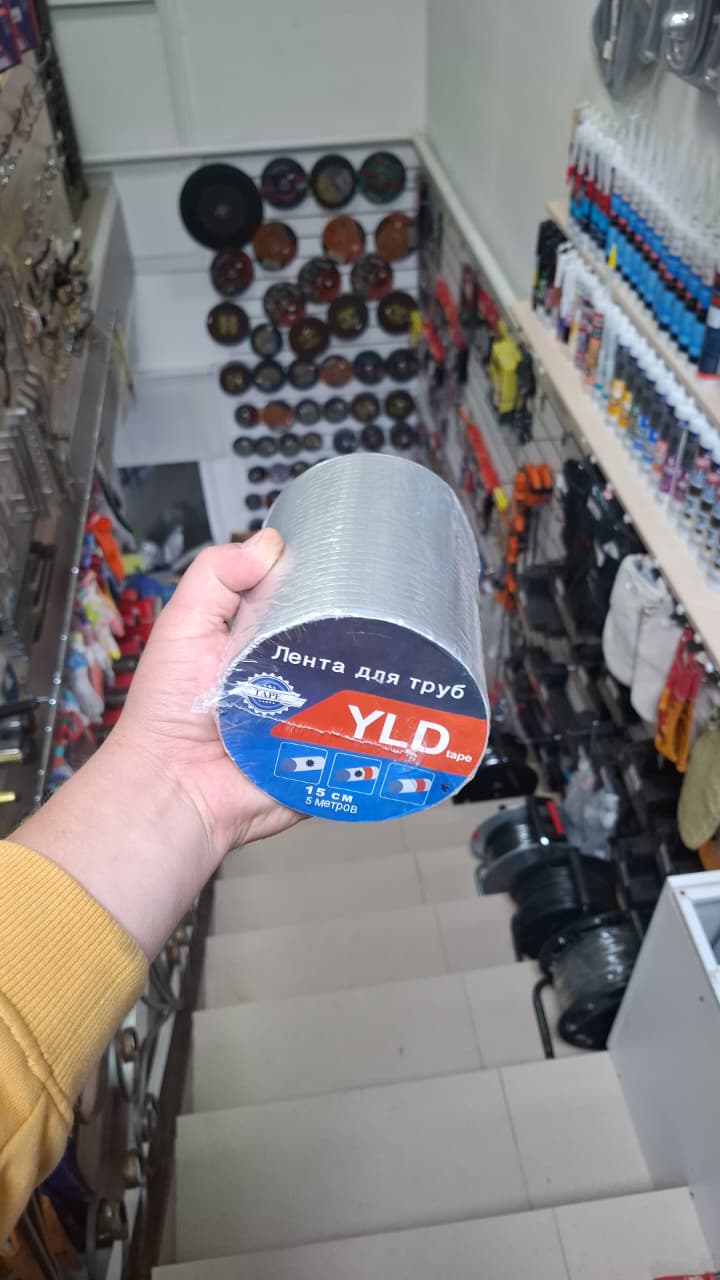 Лента для труб
TAPE
YLD
tape
15 см
5 метров